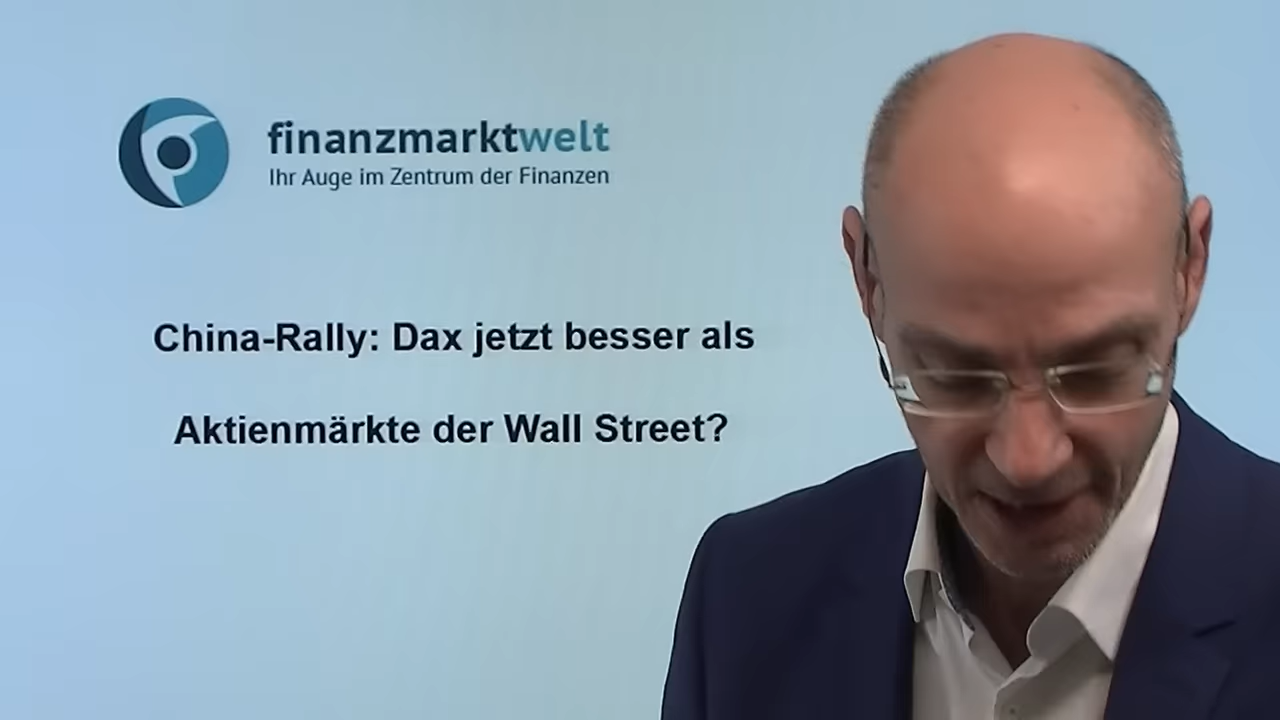 finanzmarktwelt
Ihr Auge im Zentrum der Finanzen
China-Rally: Dax jetzt besser als
Aktienmärkte der Wall Street?